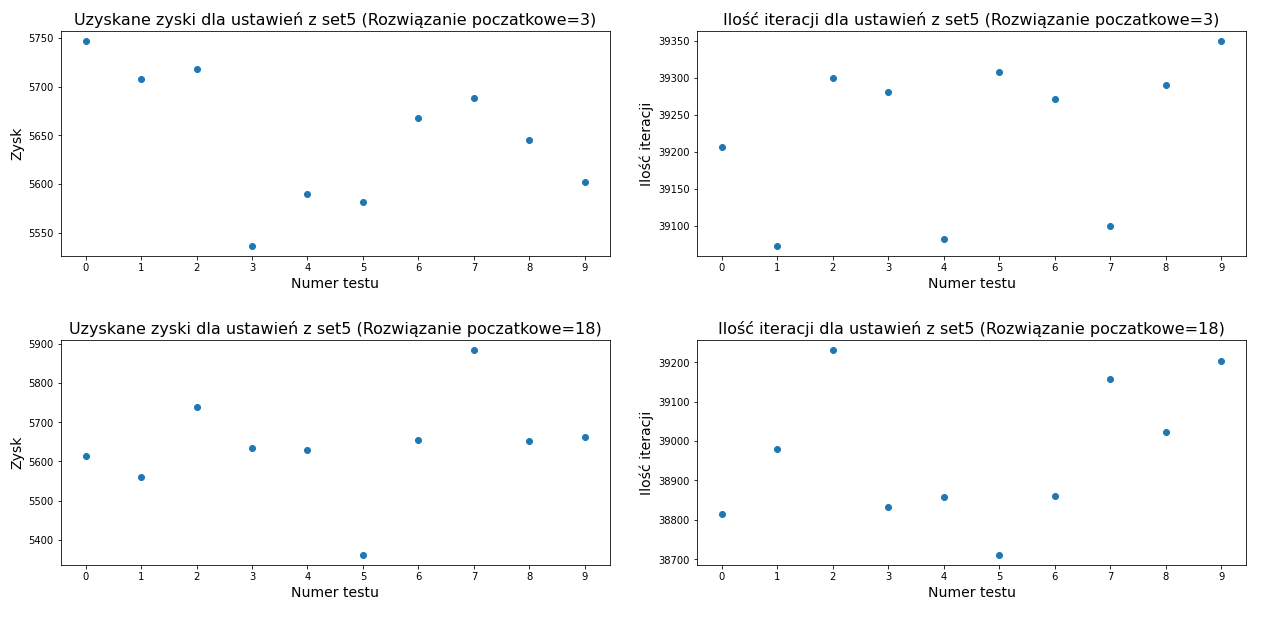 Uzyskane zyski dla ustawień z set5 (Rozwiązanie poczatkowe=3)
Zysk
5750
5700
5650
5600
5550
0 1 2 3 4 5 6 7 8 9
Numer testu
Ilość iteracji dla ustawień z set5 (Rozwiązanie poczatkowe=3)
Ilość iteracji
39350
39300
39250
39200
39150
39100
0 1 2 3 4 5 6 7 8 9
Numer testu
Uzyskane zyski dla ustawień z set5 (Rozwiązanie poczatkowe=18)
Zysk
5900
5800
5700
5600
5500
5400
0 1 2 3 4 5 6 7 8 9
Numer testu
Ilość iteracji dla ustawień z set5 (Rozwiązanie poczatkowe=18)
Ilość iteracji
39200
39100
39000
38900
38800
38700
0 1 2 3 4 5 6 7 8 9
Numer testu